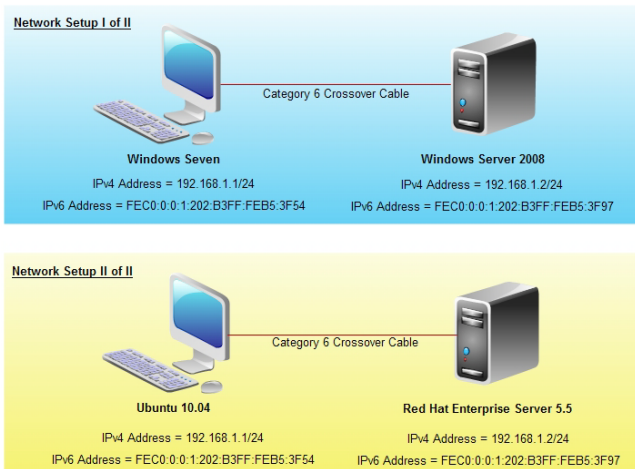 Network Setup I of II
Category 6 Crossover Cable
Windows Seven
Windows Server 2008
IPv4 Address = 192.168.1.1/24
IPv4 Address = 192.168.1.2/24
IPv6 Address = FEC0:0:0:1:202:B3FF:FEB5:3F54
IPv6 Address = FEC0:0:0:1:202:B3FF:FEB5:3F97
Network Setup II of II
Category 6 Crossover Cable
Ubuntu 10.04
Red Hat Enterprise Server 5.5
IPv4 Address = 192.168.1.1/24
IPv4 Address = 192.168.1.2/24
IPv6 Address = FEC0:0:0:1:202:B3FF:FEB5:3F54
IPv6 Address = FEC0:0:0:1:202:B3FF:FEB5:3F97